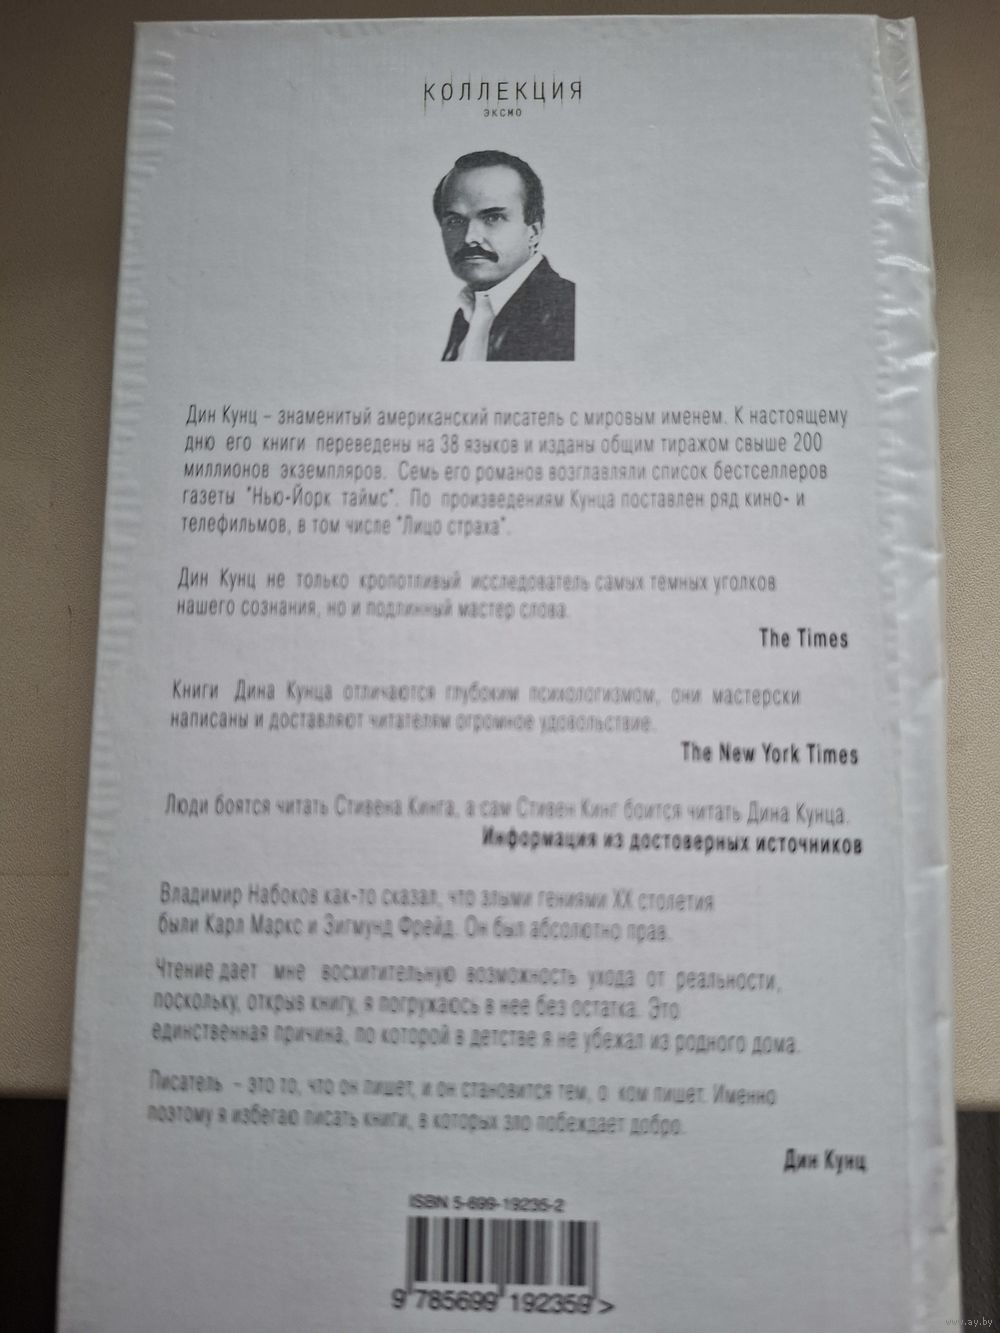 КОЛЛЕКЦИЯ
ЭКСМО
Дин Кунц – знаменитый американский писатель с мировым именем. К настоящему
дню его книги переведены на 38 языков и изданы общим тиражом свыше 200
миллионов экземпляров. Семь его романов возглавляли список бестселлеров
газеты "Нью-Йорк таймс". По произведениям Кунца поставлен ряд кино- и
телефильмов, в том числе "Лицо страха".
Дин Кунц не только кропотливый исследователь самых темных уголков
нашего сознания, но и подлинный мастер слова.
The Times
Книги Дина Кунца отличаются глубоким психологизмом, они мастерски
написаны и доставляют читателям огромное удовольствие.
The New York Times
Люди боятся читать Стивена Кинга, а сам Стивен Кинг боится читать Дина Кунца.
Информация из достоверных источников
Владимир Набоков как-то сказал, что злыми гениями XX столетия
были Карл Маркс и Зигмунд Фрейд. Он был абсолютно прав.
Чтение дает мне восхитительную возможность ухода от реальности,
поскольку, открыв книгу, я погружаюсь в нее без остатка. Это
единственная причина, по которой в детстве я не убежал из родного дома.
Писатель – это то, что он пишет, и он становится тем, о ком пишет. Именно
поэтому я избегаю писать книги, в которых зло побеждает добро.
Дин Кунц
ISBN 5-699-19235-2
9 785699 192359 >
www.ay.by